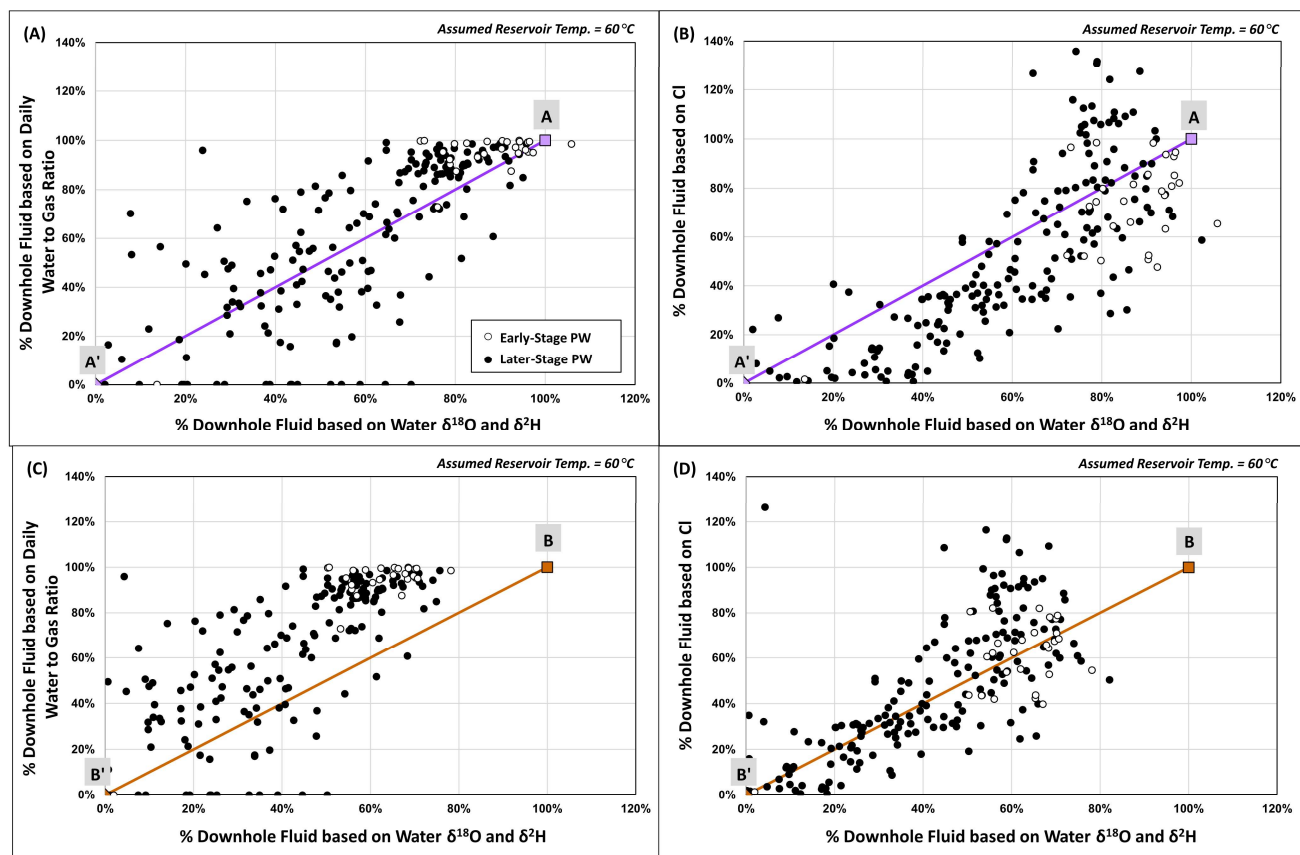 (A)
Assumed Reservoir Temp. = 60°C
% Downhole Fluid based on Daily
Water to Gas Ratio
140%
120%
100%
80%
60%
40%
20%
0%
A
A'
Early-Stage PW
Later-Stage PW
0% 20% 40% 60% 80% 100% 120%
% Downhole Fluid based on Water δ¹⁸O and δ²H
(B)
Assumed Reservoir Temp. = 60°C
% Downhole Fluid based on Cl
140%
120%
100%
80%
60%
40%
20%
0%
A
A'
0% 20% 40% 60% 80% 100% 120%
% Downhole Fluid based on Water δ¹⁸O and δ²H
(C)
Assumed Reservoir Temp. = 60°C
% Downhole Fluid based on Daily
Water to Gas Ratio
140%
120%
100%
80%
60%
40%
20%
0%
B
B'
0% 20% 40% 60% 80% 100% 120%
% Downhole Fluid based on Water δ¹⁸O and δ²H
(D)
Assumed Reservoir Temp. = 60°C
% Downhole Fluid based on Cl
140%
120%
100%
80%
60%
40%
20%
0%
B
B'
0% 20% 40% 60% 80% 100% 120%
% Downhole Fluid based on Water δ¹⁸O and δ²H